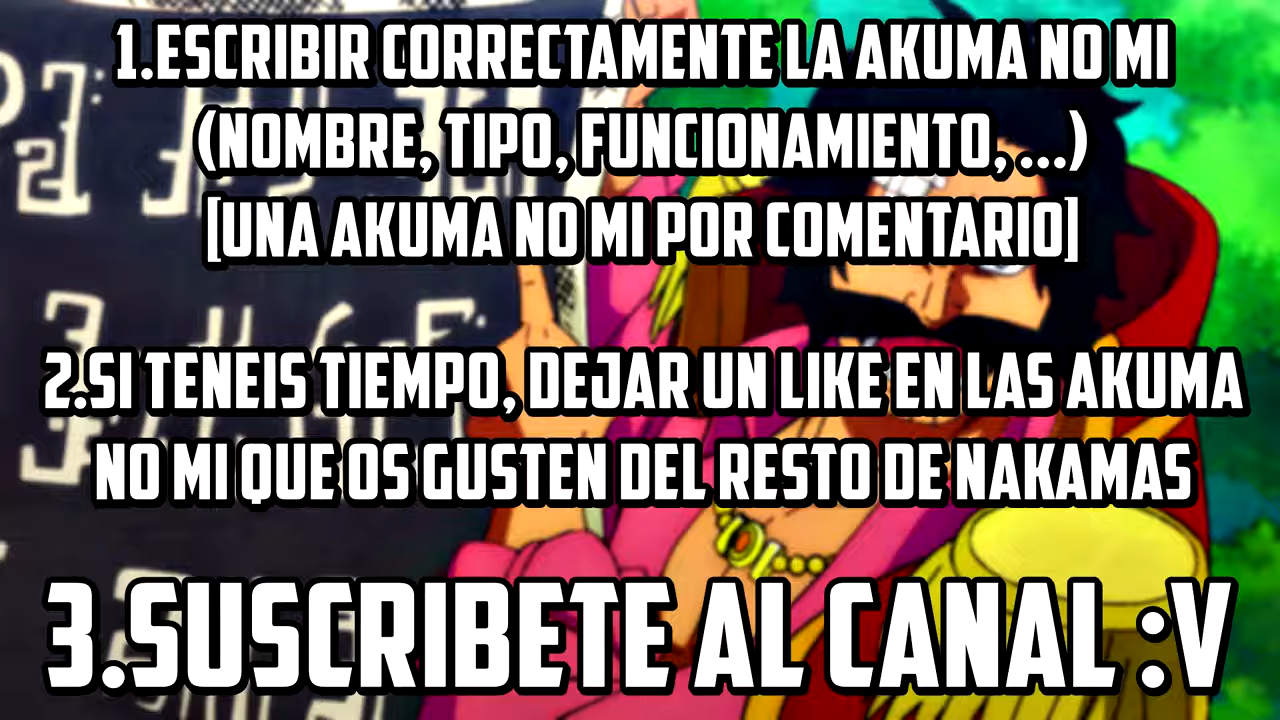 1.ESCRIBIR CORRECTAMENTE LA AKUMA NO MI
(NOMBRE, TIPO, FUNCIONAMIENTO, ...)
[UNA AKUMA NO MI POR COMENTARIO]
2.SI TENEIS TIEMPO, DEJAR UN LIKE EN LAS AKUMA
NO MI QUE OS GUSTEN DEL RESTO DE NAKAMAS
3.SUSCRIBETE AL CANAL :V